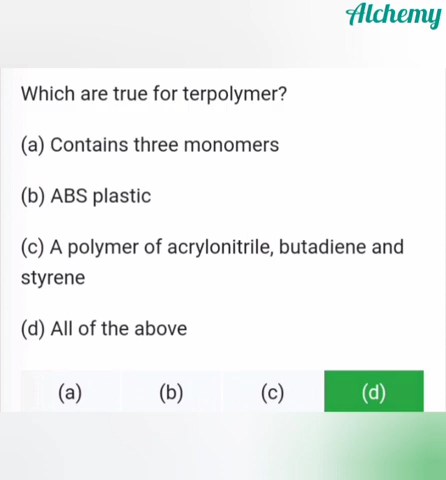 Alchemy
Which are true for terpolymer?
(a) Contains three monomers
(b) ABS plastic
(c) A polymer of acrylonitrile, butadiene and
styrene
(d) All of the above
(a) (b) (c) (d)